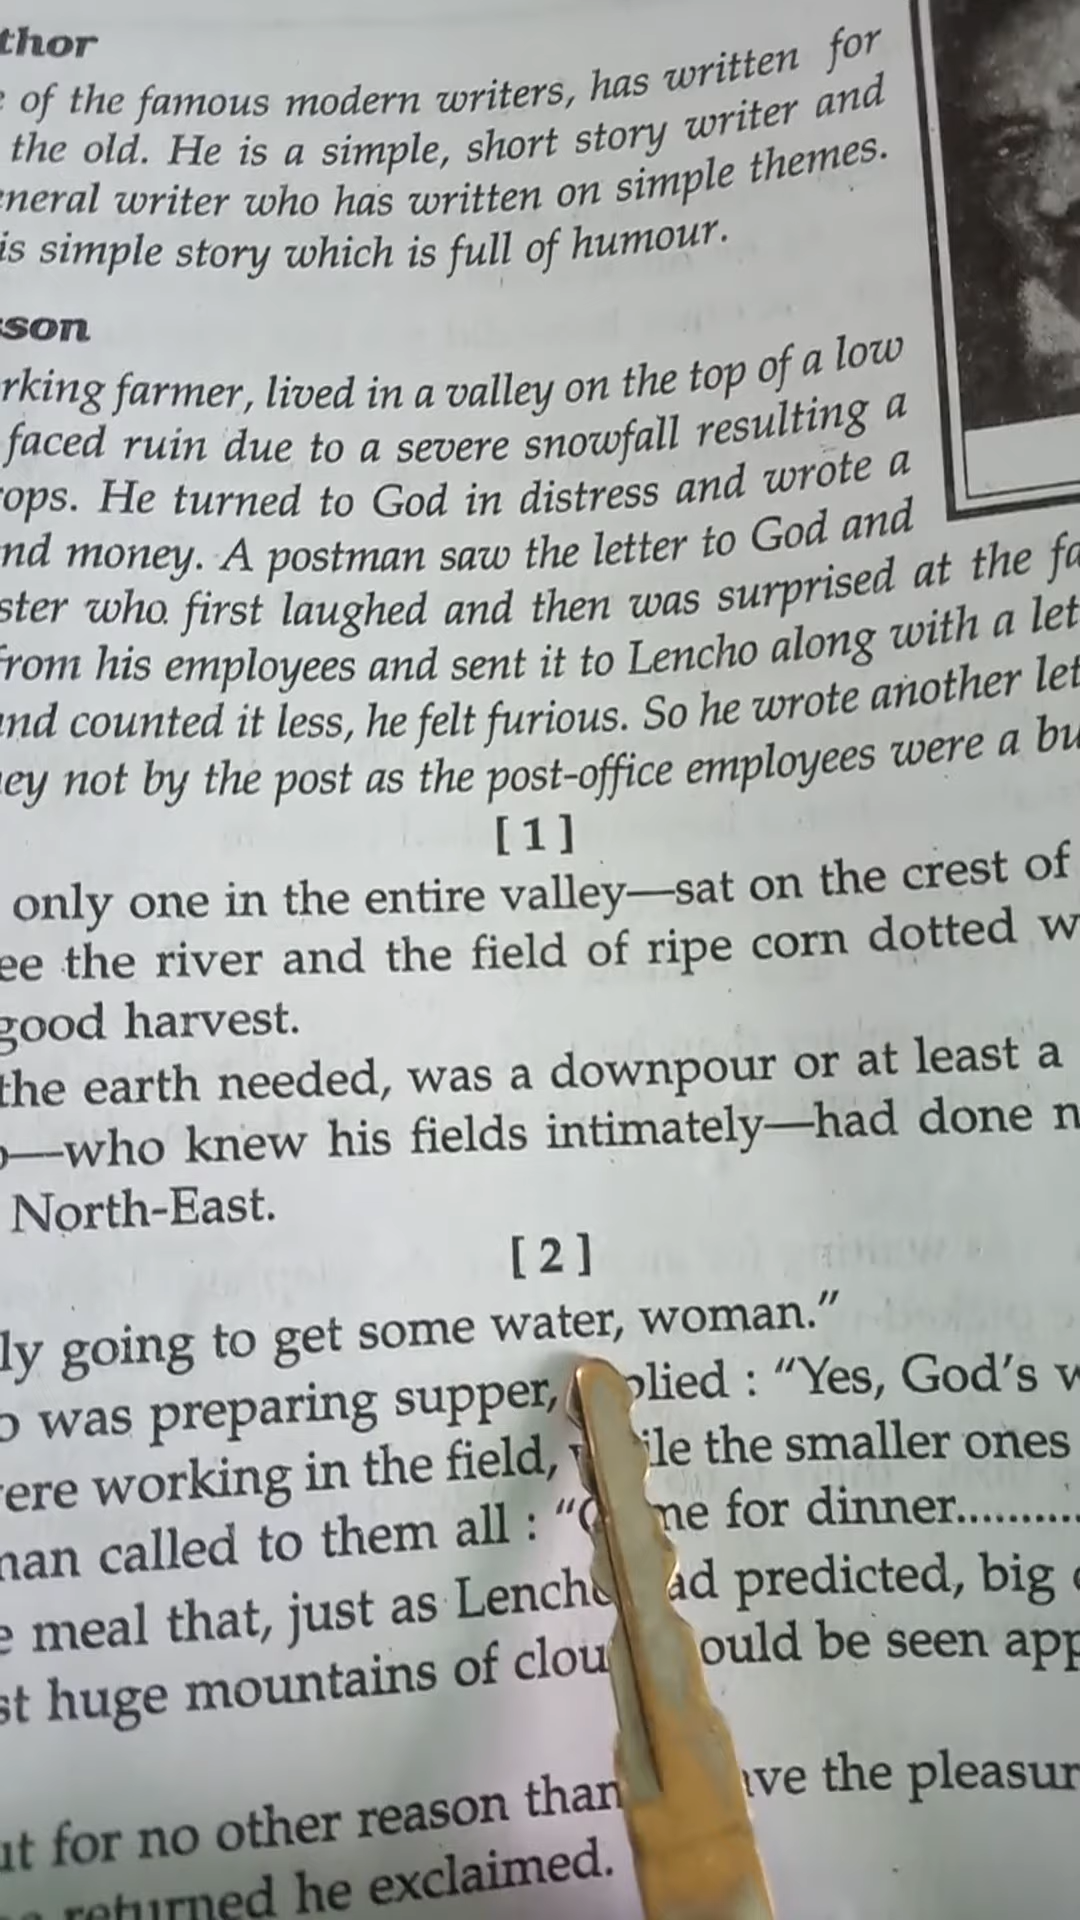 thor
of the famous modern writers, has written for
the old. He is a simple, short story writer and
neral writer who has written on simple themes.
is simple story which is full of humour.
sson
rking farmer, lived in a valley on the top of a low
faced ruin due to a severe snowfall resulting a
ops. He turned to God in distress and wrote a
nd money. A postman saw the letter to God and
ster who first laughed and then was surprised at the fa
from his employees and sent it to Lencho along with a let
and counted it less, he felt furious. So he wrote another let
ey not by the post as the post-office employees were a bu
[1]
only one in the entire valley—sat on the crest of
ee the river and the field of ripe corn dotted w
good harvest.
the earth needed, was a downpour or at least a
o—who knew his fields intimately—had done n
North-East.
[2]
ly going to get some water, woman.”
o was preparing supper, plied : “Yes, God's w
ere working in the field, ile the smaller ones
nan called to them all : “ me for dinner..........
e meal that, just as Lencho ad predicted, big
st huge mountains of clou ould be seen app
ut for no other reason than ave the pleasur
returned he exclaimed.